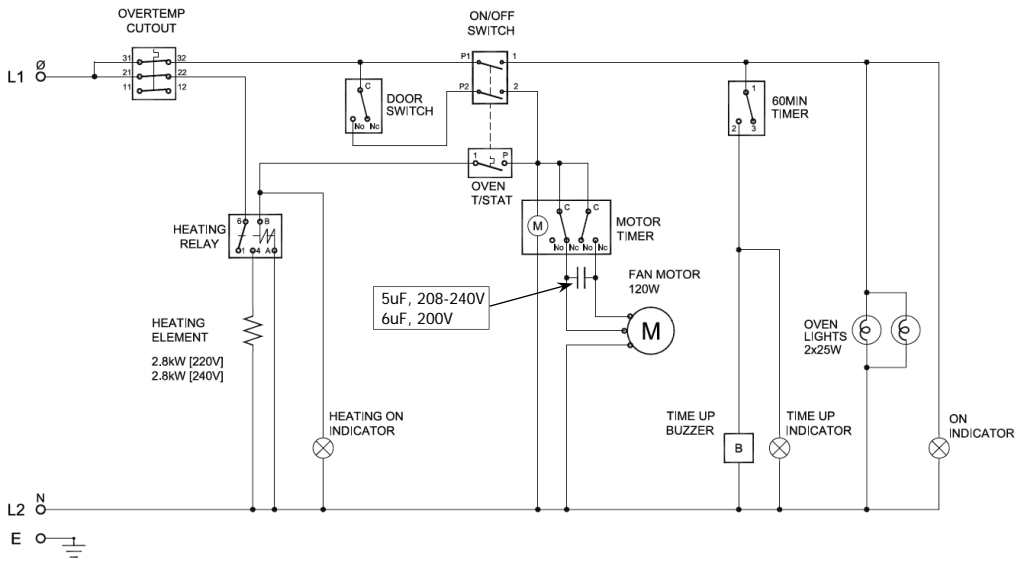 OVERTEMP
CUTOUT
ON/OFF
SWITCH
L1 Ø
31 32
21 22
11 12
P1 1
P2 2
C
No Nc
DOOR
SWITCH
1
2 3
60MIN
TIMER
1 P
OVEN
T/STAT
HEATING
RELAY
6 B
1 4 A
M
C C
No Nc No Nc
MOTOR
TIMER
5uF, 208-240V
6uF, 200V
FAN MOTOR
120W
M
HEATING
ELEMENT
2.8kW [220V]
2.8kW [240V]
OVEN
LIGHTS
2x25W
HEATING ON
INDICATOR
TIME UP
BUZZER
B
TIME UP
INDICATOR
ON
INDICATOR
L2 N
E